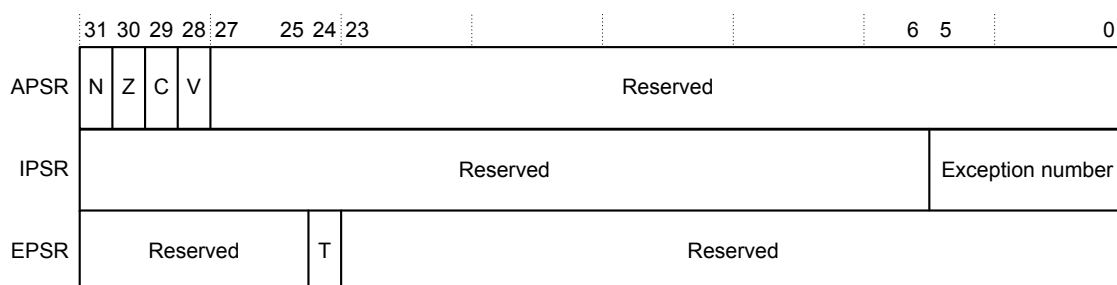 31 30 29 28 27 25 24 23 6 5 0
APSR N Z C V Reserved
IPSR Reserved Exception number
EPSR Reserved T Reserved